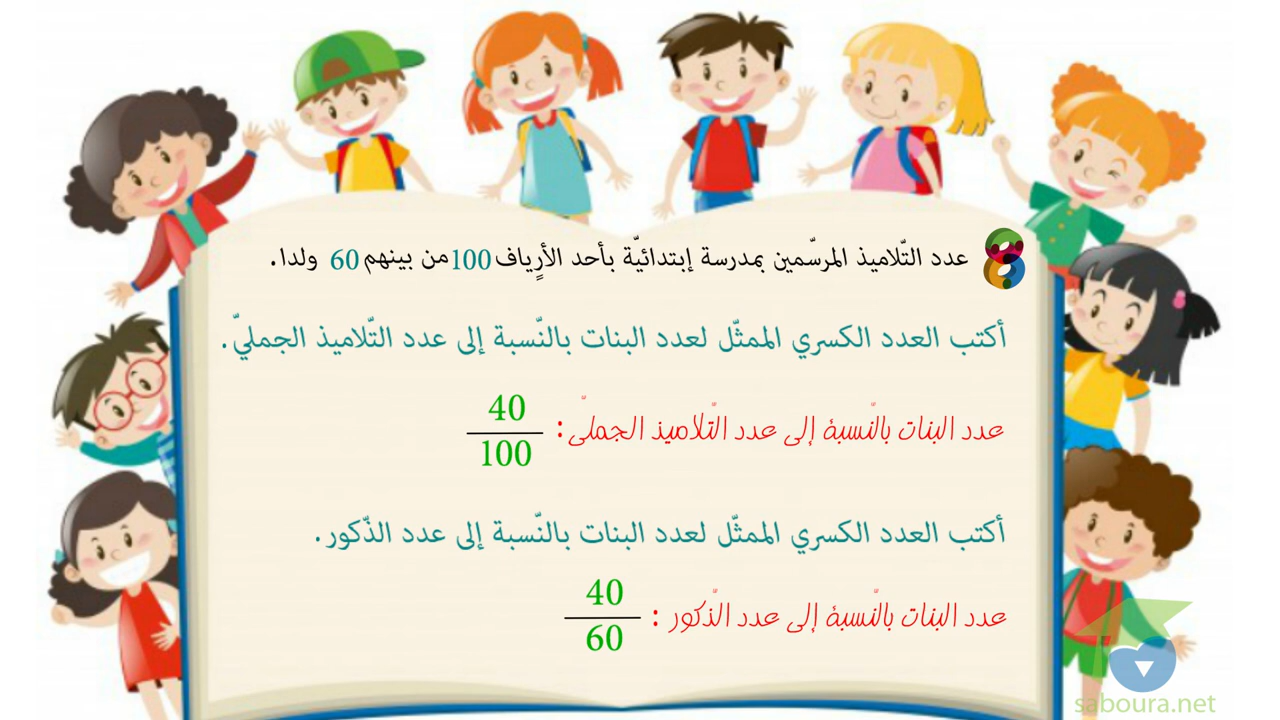 8 عدد التّلاميذ المرسّمين بمدرسة إبتدائيّة بأحد الأريٍاف 100 من بينهم 60 ولدا.
أكتب العدد الكسري الممثّل لعدد البنات بالنّسبة إلى عدد التّلاميذ الجمليّ.
عدد البنات بالنّسبة إلى عدد التّلاميذ الجمليّ : 40/100
أكتب العدد الكسري الممثّل لعدد البنات بالنّسبة إلى عدد الذّكور.
عدد البنات بالنّسبة إلى عدد الذّكور : 40/60
saboura.net